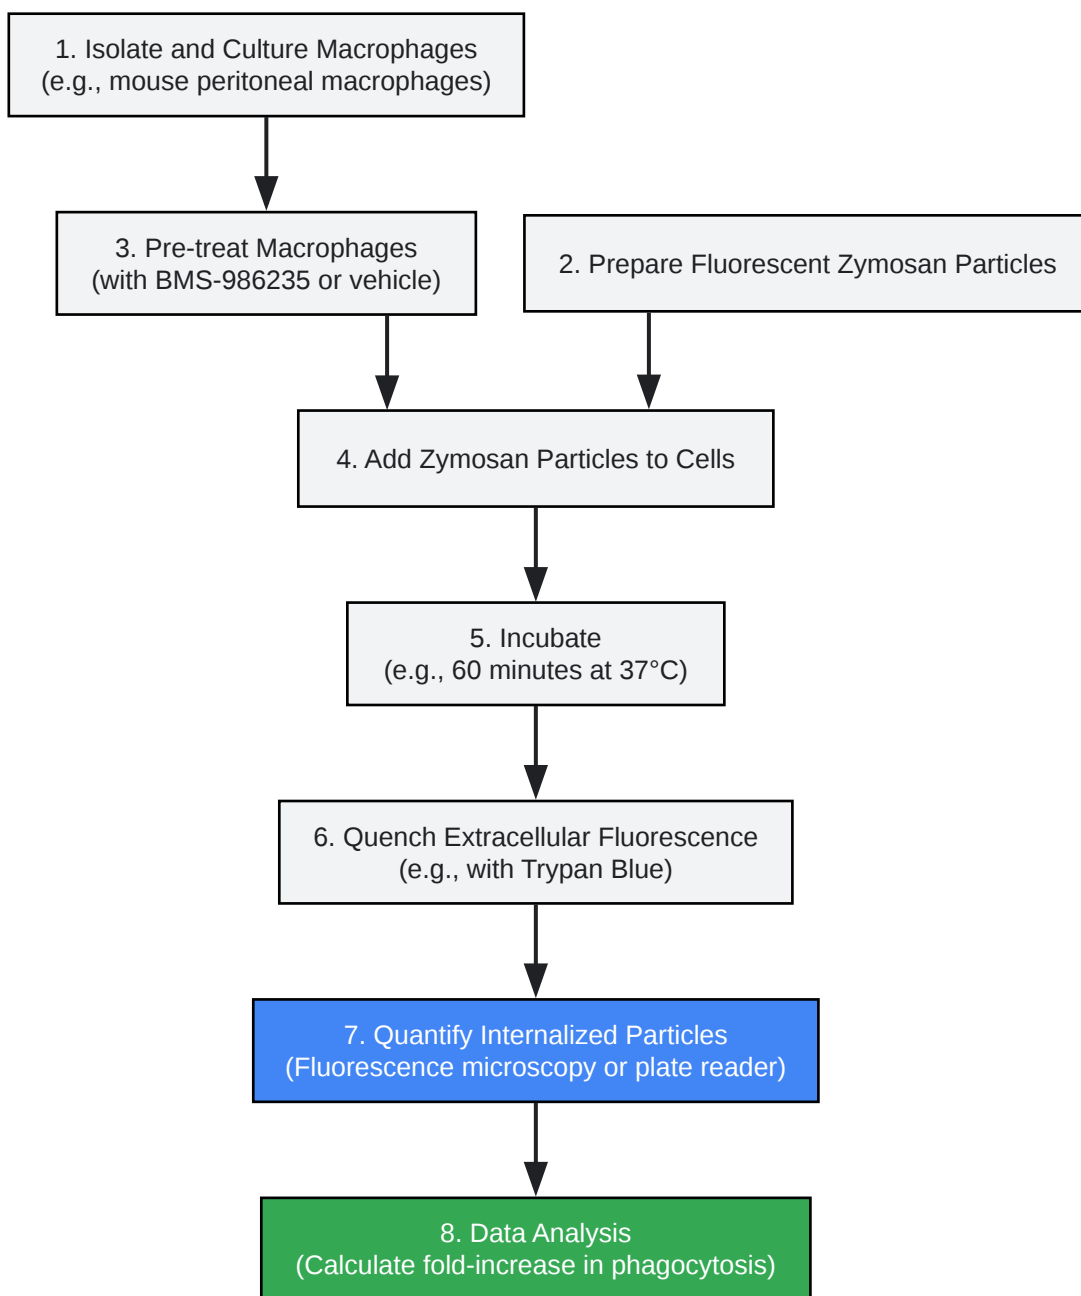 1. Isolate and Culture Macrophages
(e.g., mouse peritoneal macrophages)
3. Pre-treat Macrophages
(with BMS-986235 or vehicle)
2. Prepare Fluorescent Zymosan Particles
4. Add Zymosan Particles to Cells
5. Incubate
(e.g., 60 minutes at 37°C)
6. Quench Extracellular Fluorescence
(e.g., with Trypan Blue)
7. Quantify Internalized Particles
(Fluorescence microscopy or plate reader)
8. Data Analysis
(Calculate fold-increase in phagocytosis)